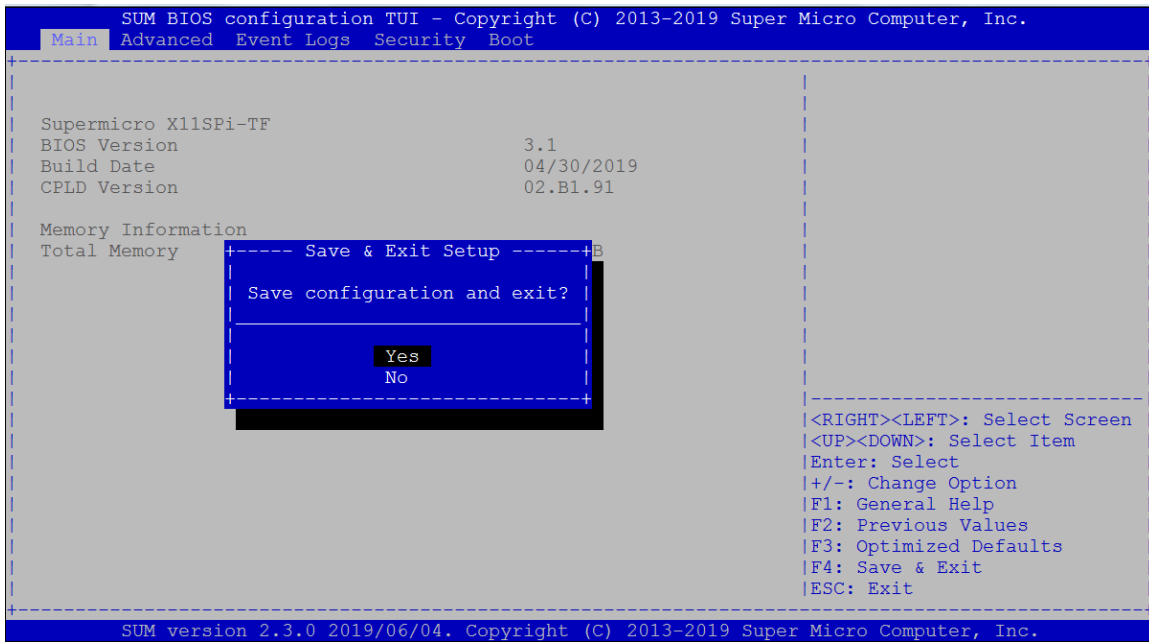 SUM BIOS configuration TUI - Copyright (C) 2013-2019 Super Micro Computer, Inc.
Main Advanced Event Logs Security Boot
Supermicro X11SPi-TF
BIOS Version 3.1
Build Date 04/30/2019
CPLD Version 02.B1.91
Memory Information
Total Memory B
Save & Exit Setup
Save configuration and exit?
Yes
No
<RIGHT><LEFT>: Select Screen
<UP><DOWN>: Select Item
Enter: Select
+/-: Change Option
F1: General Help
F2: Previous Values
F3: Optimized Defaults
F4: Save & Exit
ESC: Exit
SUM version 2.3.0 2019/06/04. Copyright (C) 2013-2019 Super Micro Computer, Inc.